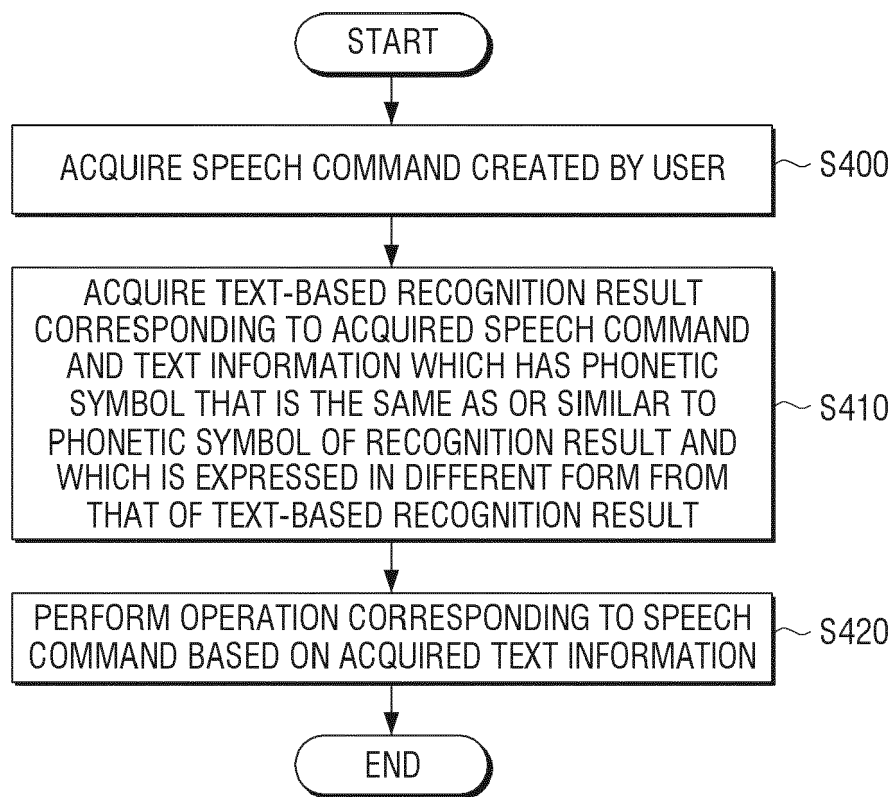 START
ACQUIRE SPEECH COMMAND CREATED BY USER
S400
ACQUIRE TEXT-BASED RECOGNITION RESULT
CORRESPONDING TO ACQUIRED SPEECH COMMAND
AND TEXT INFORMATION WHICH HAS PHONETIC
SYMBOL THAT IS THE SAME AS OR SIMILAR TO
PHONETIC SYMBOL OF RECOGNITION RESULT AND
WHICH IS EXPRESSED IN DIFFERENT FORM FROM
THAT OF TEXT-BASED RECOGNITION RESULT
S410
PERFORM OPERATION CORRESPONDING TO SPEECH
COMMAND BASED ON ACQUIRED TEXT INFORMATION
S420
END